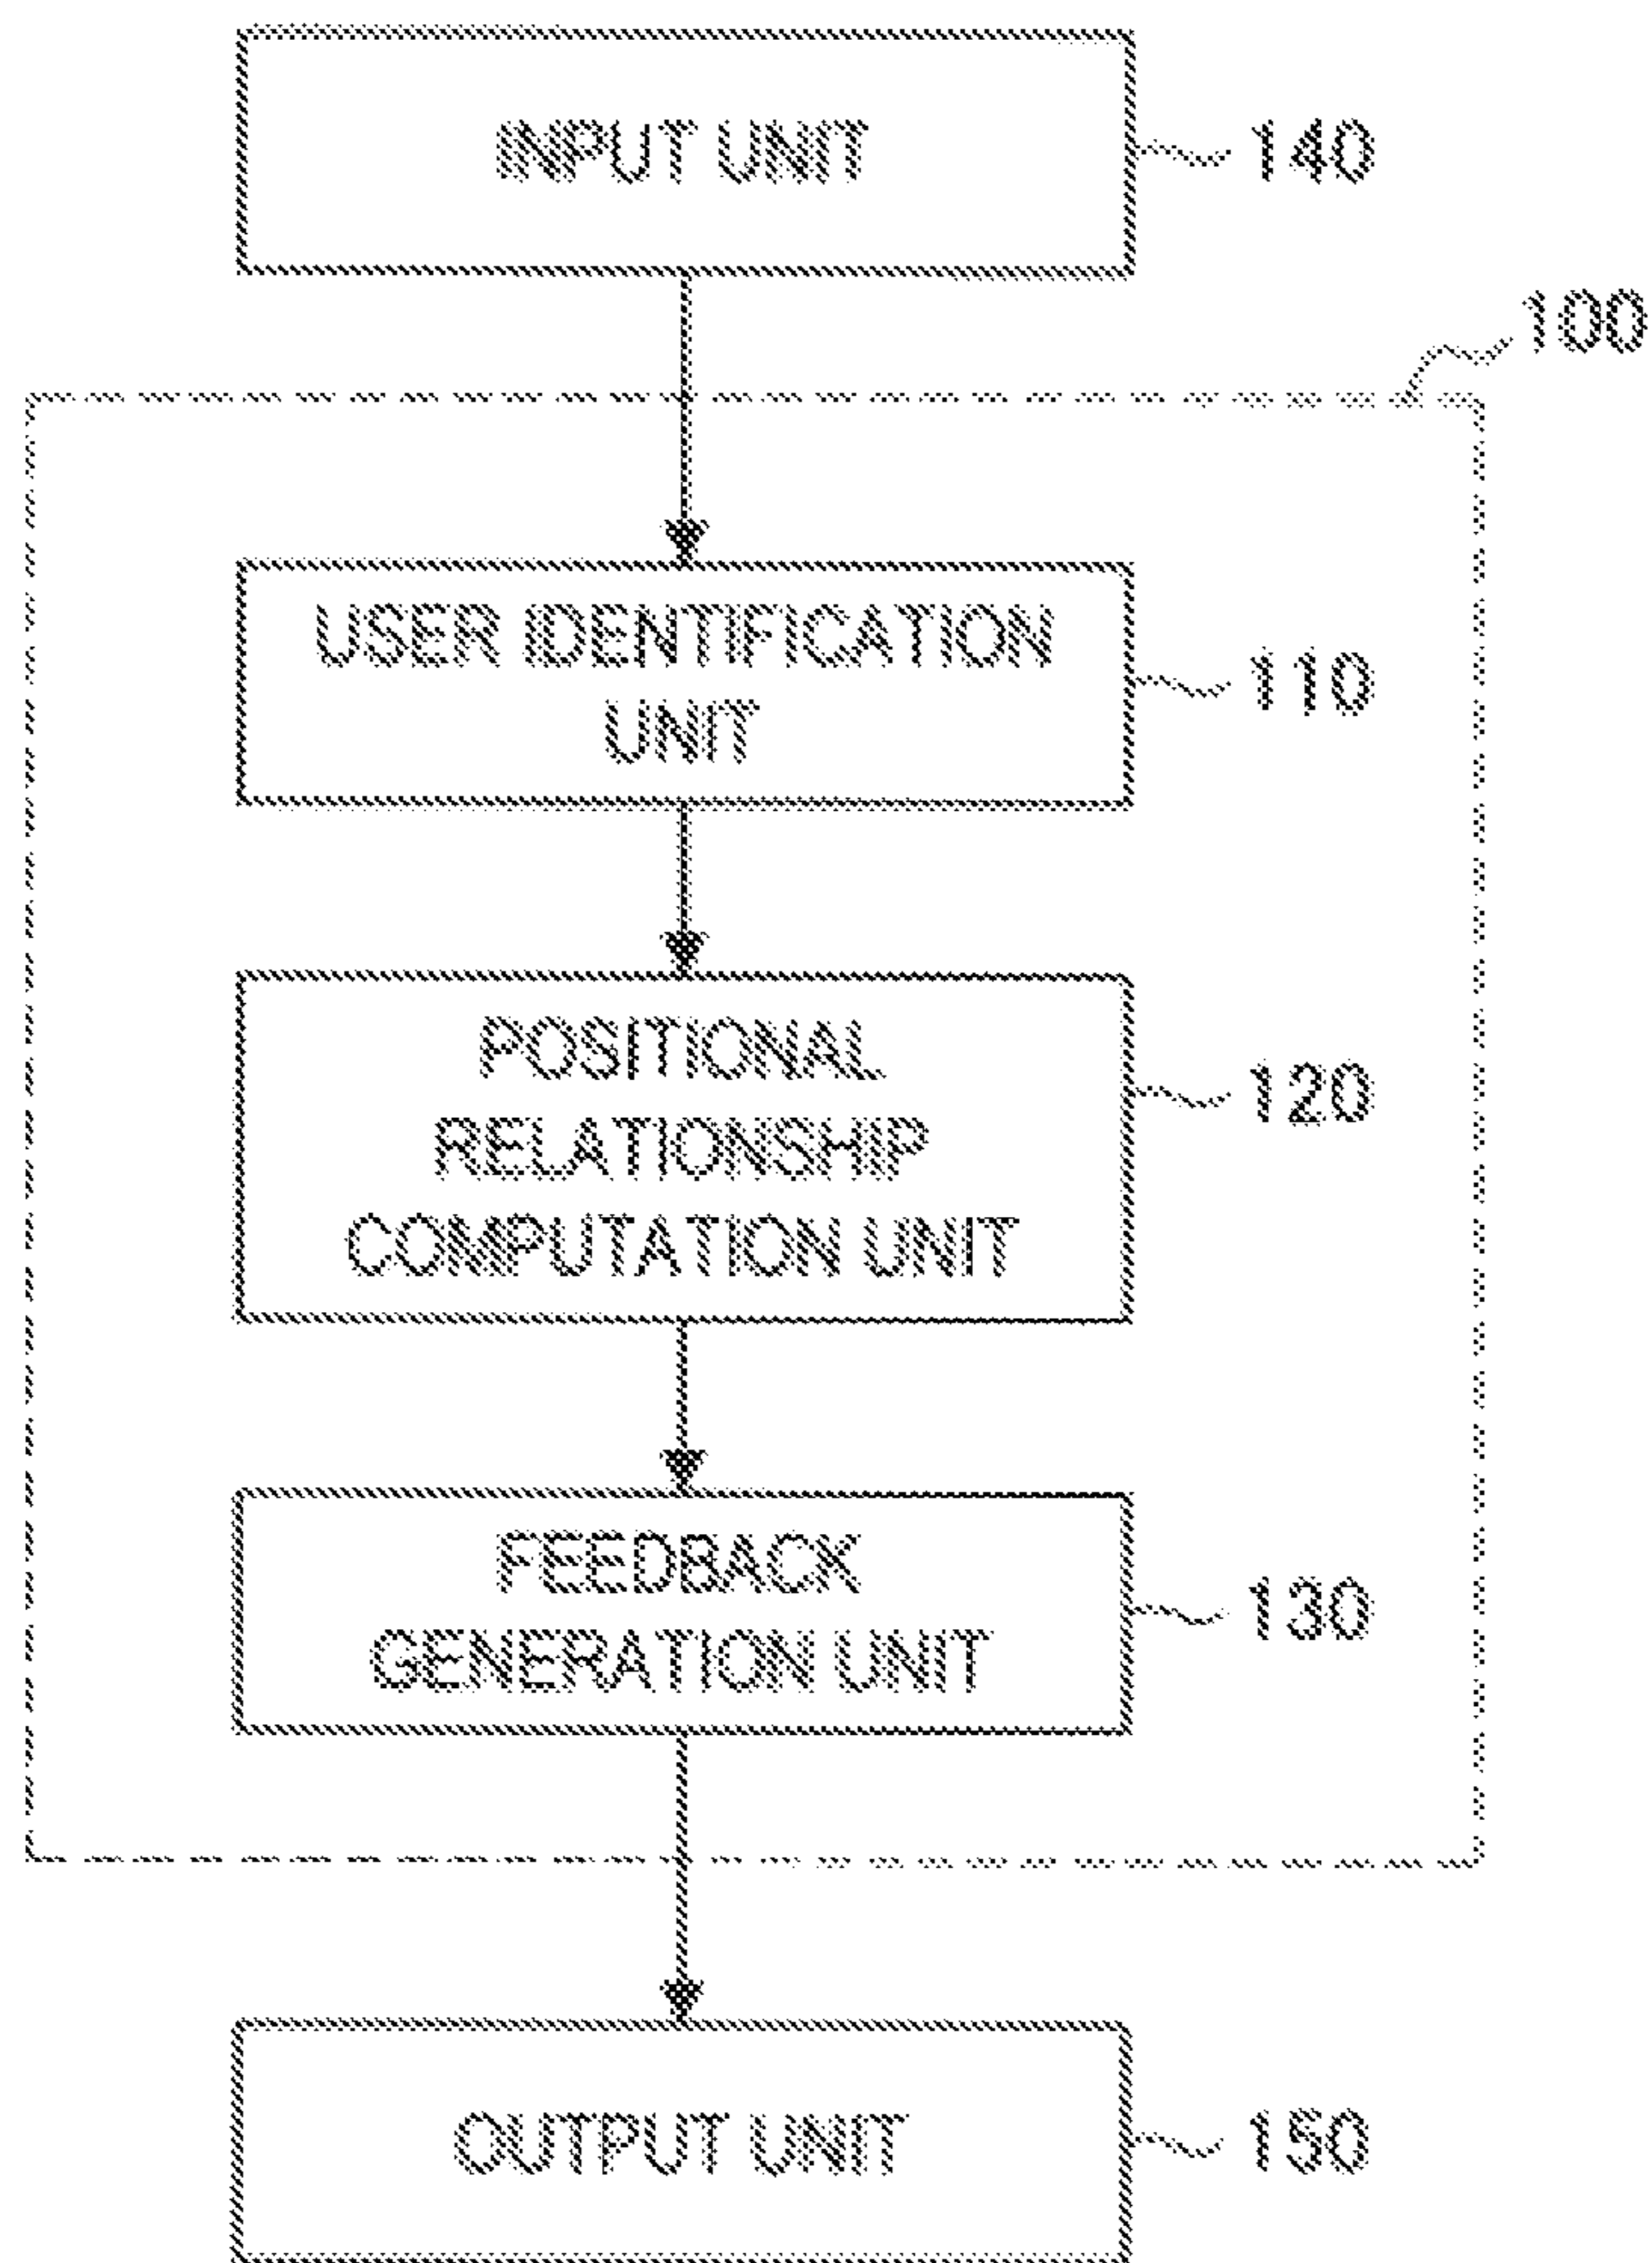 INPUT UNIT
140
100
USER IDENTIFICATION
UNIT
110
POSITIONAL
RELATIONSHIP
COMPUTATION UNIT
120
FEEDBACK
GENERATION UNIT
130
OUTPUT UNIT
150